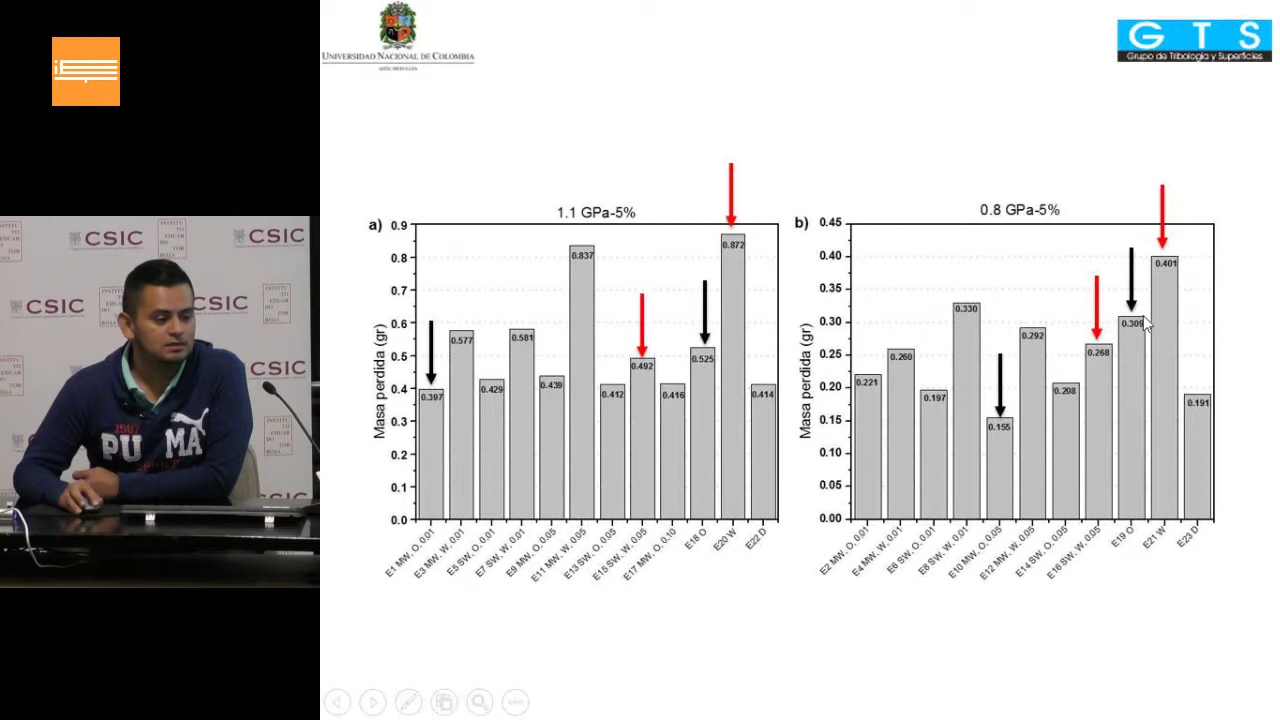 UNIVERSIDAD NACIONAL DE COLOMBIA
GTS
Grupo de Tribología y Superficies
CSIC
CSIC
CSIC
CSIC
CSIC
CSIC
1987
PUMA
a)
1.1 GPa-5%
Masa perdida (gr)
0.9
0.8
0.7
0.6
0.5
0.4
0.3
0.2
0.1
0.0
0.397
0.577
0.429
0.581
0.439
0.837
0.412
0.492
0.416
0.525
0.872
0.414
E1 MW, O, 0.01
E3 MW, W, 0.01
E5 SW, O, 0.01
E7 SW, W, 0.01
E9 MW, O, 0.05
E11 MW, W, 0.05
E13 SW, O, 0.05
E15 SW, W, 0.05
E17 MW, O, 0.10
E18 O
E20 W
E22 D
b)
0.8 GPa-5%
Masa perdida (gr)
0.45
0.40
0.35
0.30
0.25
0.20
0.15
0.10
0.05
0.00
0.221
0.260
0.197
0.330
0.155
0.292
0.208
0.268
0.309
0.401
0.191
E2 MW, O, 0.01
E4 MW, W, 0.01
E6 SW, O, 0.01
E8 SW, W, 0.01
E10 MW, O, 0.05
E12 MW, W, 0.05
E14 SW, O, 0.05
E16 SW, W, 0.05
E19 O
E21 W
E23 D